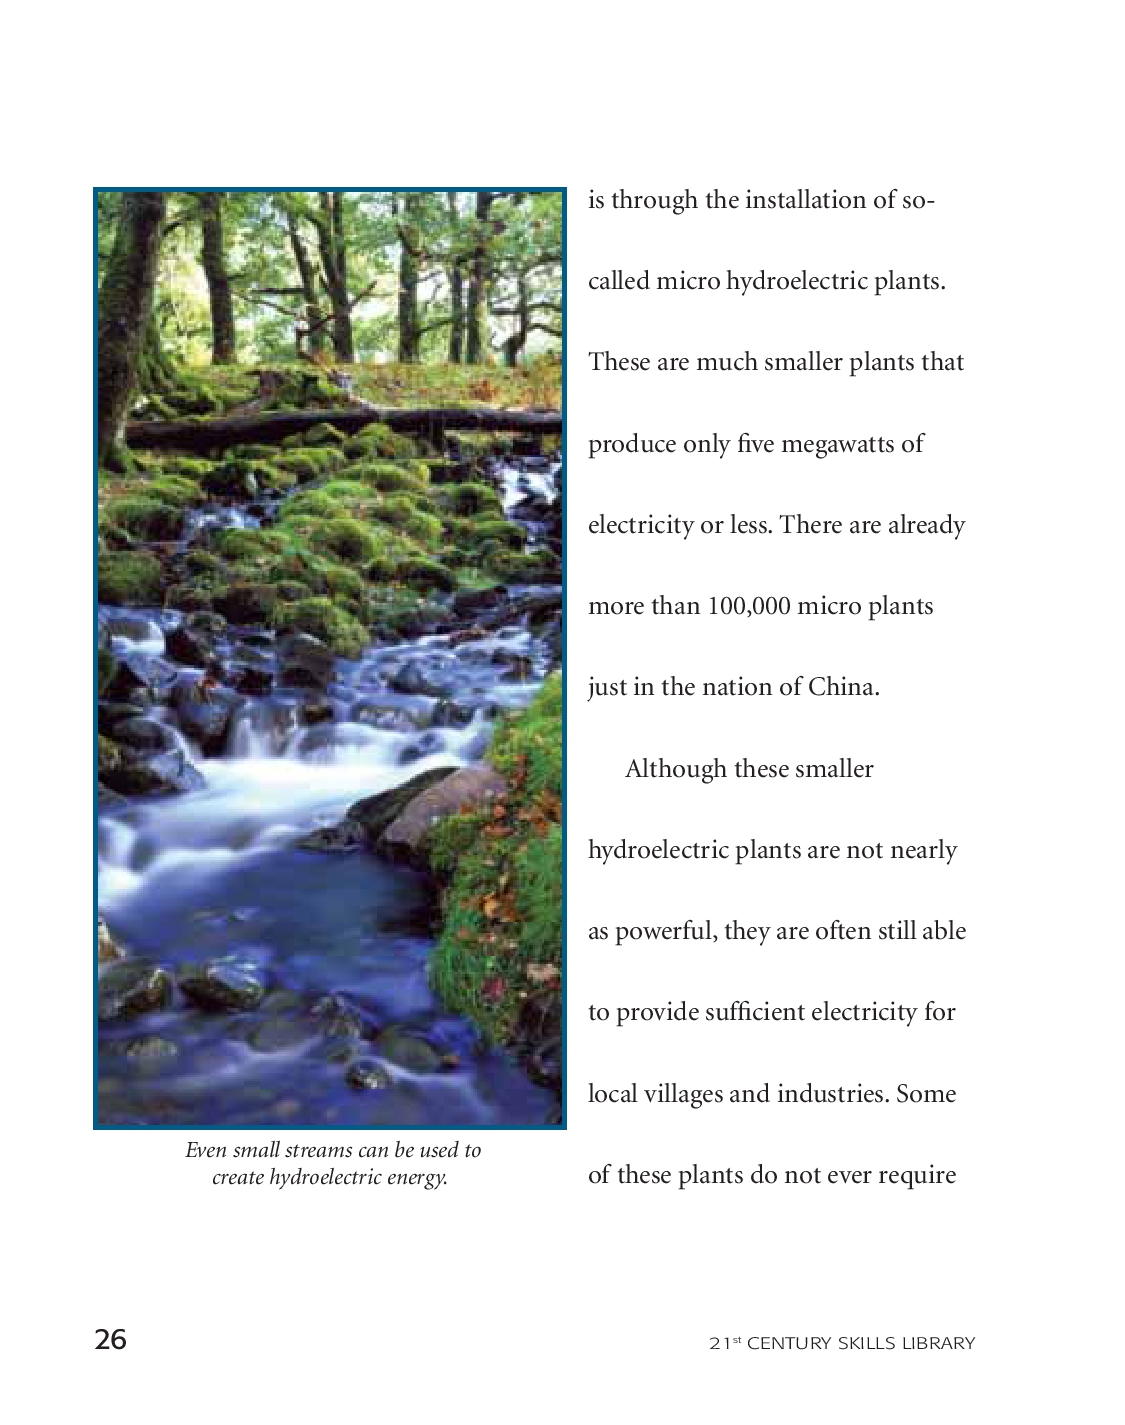 is through the installation of so-
called micro hydroelectric plants.
These are much smaller plants that
produce only five megawatts of
electricity or less. There are already
more than 100,000 micro plants
just in the nation of China.
Although these smaller
hydroelectric plants are not nearly
as powerful, they are often still able
to provide sufficient electricity for
local villages and industries. Some
of these plants do not ever require
Even small streams can be used to
create hydroelectric energy.
26
21st CENTURY SKILLS LIBRARY